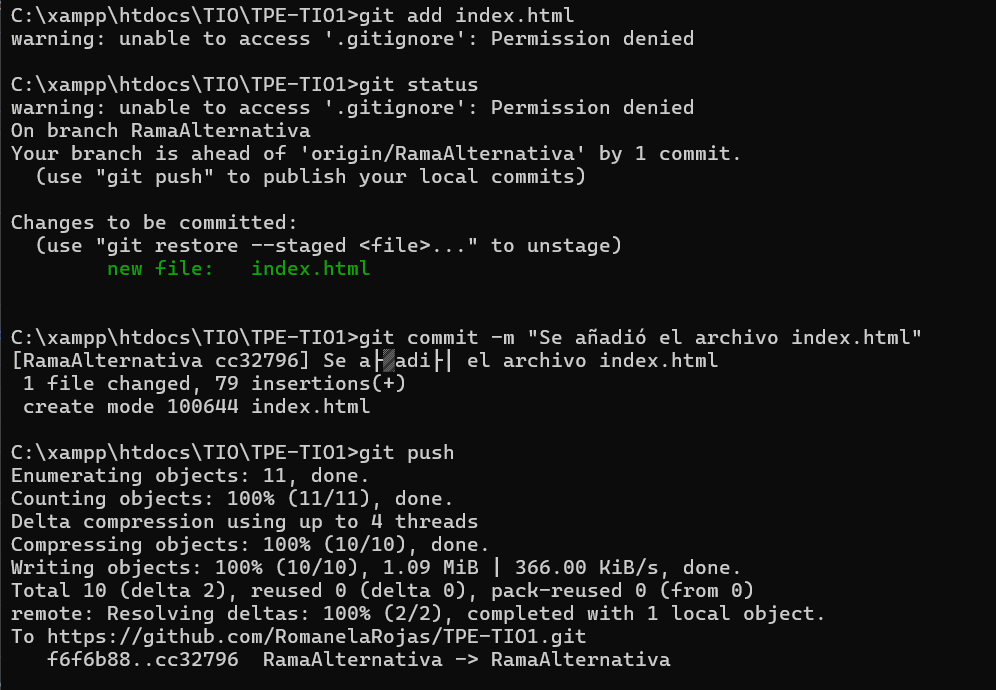 C:\xampp\htdocs\TIO\TPE-TIO1>git add index.html
warning: unable to access '.gitignore': Permission denied
C:\xampp\htdocs\TIO\TPE-TIO1>git status
warning: unable to access '.gitignore': Permission denied
On branch RamaAlternativa
Your branch is ahead of 'origin/RamaAlternativa' by 1 commit.
  (use "git push" to publish your local commits)
Changes to be committed:
  (use "git restore --staged <file>..." to unstage)
        new file:   index.html
C:\xampp\htdocs\TIO\TPE-TIO1>git commit -m "Se añadió el archivo index.html"
[RamaAlternativa cc32796] Se a├▒adi├│ el archivo index.html
 1 file changed, 79 insertions(+)
 create mode 100644 index.html
C:\xampp\htdocs\TIO\TPE-TIO1>git push
Enumerating objects: 11, done.
Counting objects: 100% (11/11), done.
Delta compression using up to 4 threads
Compressing objects: 100% (10/10), done.
Writing objects: 100% (10/10), 1.09 MiB | 366.00 KiB/s, done.
Total 10 (delta 2), reused 0 (delta 0), pack-reused 0 (from 0)
remote: Resolving deltas: 100% (2/2), completed with 1 local object.
To https://github.com/RomanelaRojas/TPE-TIO1.git
   f6f6b88..cc32796  RamaAlternativa -> RamaAlternativa